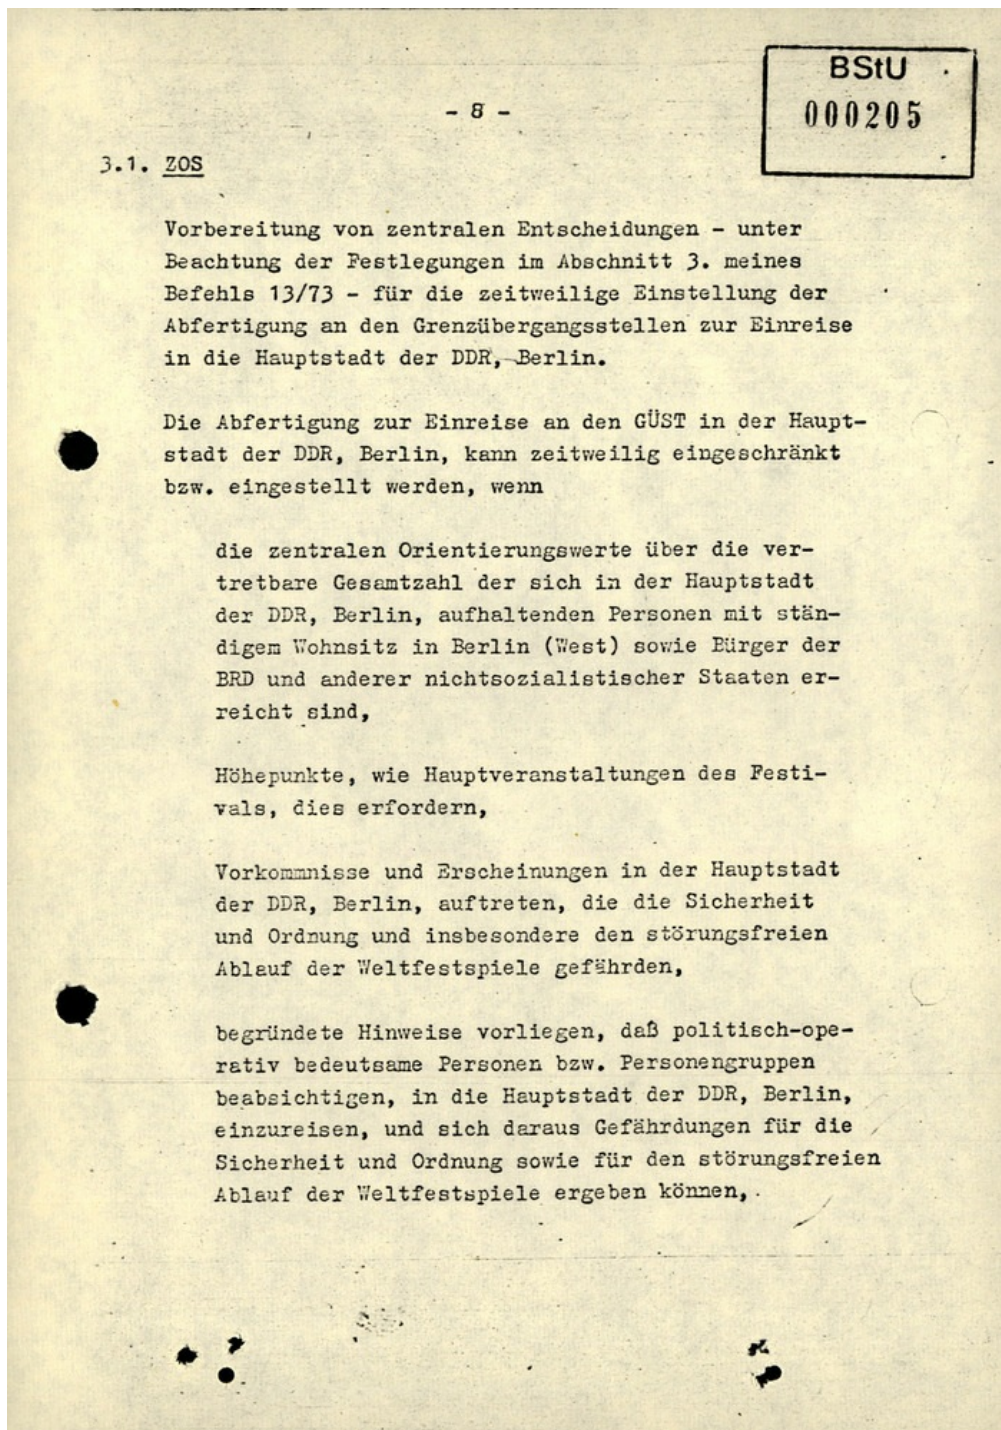 BStU
000205
- 8 -
3.1. ZOS
Vorbereitung von zentralen Entscheidungen - unter
Beachtung der Festlegungen im Abschnitt 3. meines
Befehls 13/73 - für die zeitweilige Einstellung der
Abfertigung an den Grenzübergangsstellen zur Einreise
in die Hauptstadt der DDR, Berlin.
Die Abfertigung zur Einreise an den GÜST in der Haupt-
stadt der DDR, Berlin, kann zeitweilig eingeschränkt
bzw. eingestellt werden, wenn
die zentralen Orientierungswerte über die ver-
tretbare Gesamtzahl der sich in der Hauptstadt
der DDR, Berlin, aufhaltenden Personen mit stän-
digem Wohnsitz in Berlin (West) sowie Bürger der
BRD und anderer nichtsozialistischer Staaten er-
reicht sind,
Höhepunkte, wie Hauptveranstaltungen des Festi-
vals, dies erfordern,
Vorkommnisse und Erscheinungen in der Hauptstadt
der DDR, Berlin, auftreten, die die Sicherheit
und Ordnung und insbesondere den störungsfreien
Ablauf der Weltfestspiele gefährden,
begründete Hinweise vorliegen, daß politisch-ope-
rativ bedeutsame Personen bzw. Personengruppen
beabsichtigen, in die Hauptstadt der DDR, Berlin,
einzureisen, und sich daraus Gefährdungen für die
Sicherheit und Ordnung sowie für den störungsfreien
Ablauf der Weltfestspiele ergeben können,